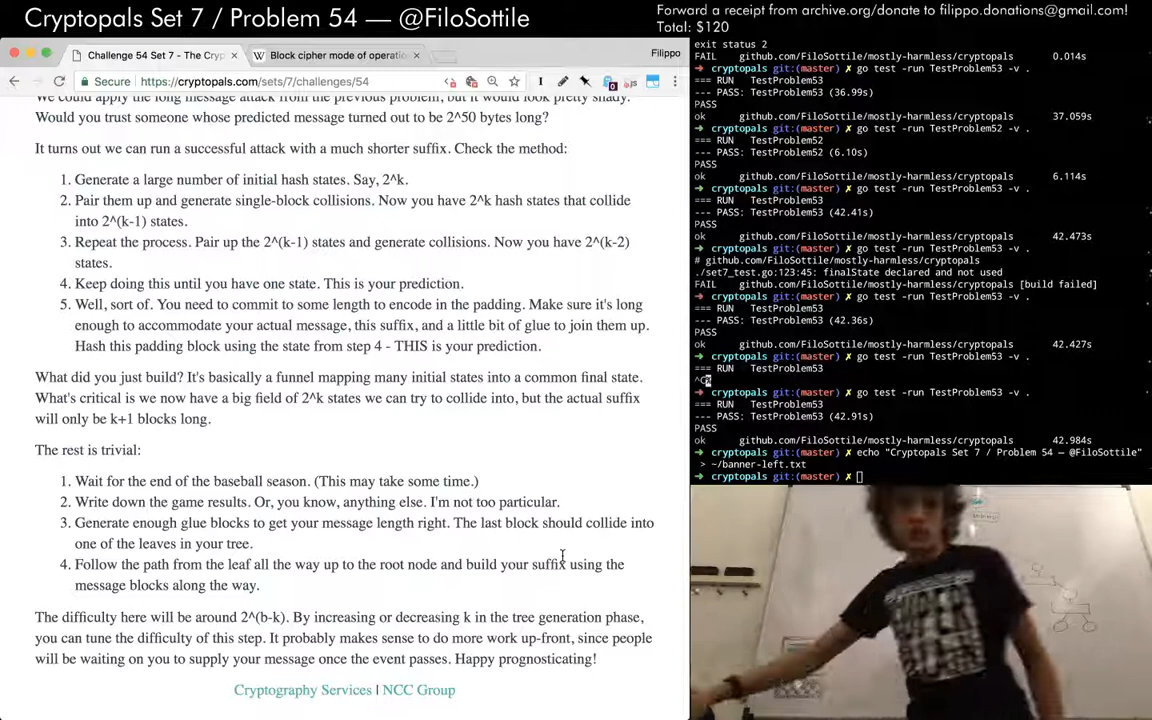 Cryptopals Set 7 / Problem 54 — @FiloSottile
Forward a receipt from archive.org/donate to filippo.donations@gmail.com!
Total: $120
Challenge 54 Set 7 - The Cryp
Block cipher mode of operatio
Filippo
Secure https://cryptopals.com/sets/7/challenges/54
We could apply the long message attack from the previous problem, but it would look pretty shady.
Would you trust someone whose predicted message turned out to be 2^50 bytes long?
It turns out we can run a successful attack with a much shorter suffix. Check the method:
1. Generate a large number of initial hash states. Say, 2^k.
2. Pair them up and generate single-block collisions. Now you have 2^k hash states that collide
into 2^(k-1) states.
3. Repeat the process. Pair up the 2^(k-1) states and generate collisions. Now you have 2^(k-2)
states.
4. Keep doing this until you have one state. This is your prediction.
5. Well, sort of. You need to commit to some length to encode in the padding. Make sure it's long
enough to accommodate your actual message, this suffix, and a little bit of glue to join them up.
Hash this padding block using the state from step 4 - THIS is your prediction.
What did you just build? It's basically a funnel mapping many initial states into a common final state.
What's critical is we now have a big field of 2^k states we can try to collide into, but the actual suffix
will only be k+1 blocks long.
The rest is trivial:
1. Wait for the end of the baseball season. (This may take some time.)
2. Write down the game results. Or, you know, anything else. I'm not too particular.
3. Generate enough glue blocks to get your message length right. The last block should collide into
one of the leaves in your tree.
4. Follow the path from the leaf all the way up to the root node and build your suffix using the
message blocks along the way.
The difficulty here will be around 2^(b-k). By increasing or decreasing k in the tree generation phase,
you can tune the difficulty of this step. It probably makes sense to do more work up-front, since people
will be waiting on you to supply your message once the event passes. Happy prognosticating!
Cryptography Services | NCC Group
exit status 2
FAIL github.com/FiloSottile/mostly-harmless/cryptopals 0.014s
➜ cryptopals git:(master) ✗ go test -run TestProblem53 -v .
=== RUN TestProblem53
--- PASS: TestProblem53 (36.99s)
PASS
ok github.com/FiloSottile/mostly-harmless/cryptopals 37.059s
➜ cryptopals git:(master) ✗ go test -run TestProblem52 -v .
=== RUN TestProblem52
--- PASS: TestProblem52 (6.10s)
PASS
ok github.com/FiloSottile/mostly-harmless/cryptopals 6.114s
➜ cryptopals git:(master) ✗ go test -run TestProblem53 -v .
=== RUN TestProblem53
--- PASS: TestProblem53 (42.41s)
PASS
ok github.com/FiloSottile/mostly-harmless/cryptopals 42.473s
➜ cryptopals git:(master) ✗ go test -run TestProblem53 -v .
# github.com/FiloSottile/mostly-harmless/cryptopals
./set7_test.go:123:45: finalState declared and not used
FAIL github.com/FiloSottile/mostly-harmless/cryptopals [build failed]
➜ cryptopals git:(master) ✗ go test -run TestProblem53 -v .
=== RUN TestProblem53
--- PASS: TestProblem53 (42.36s)
PASS
ok github.com/FiloSottile/mostly-harmless/cryptopals 42.427s
➜ cryptopals git:(master) ✗ go test -run TestProblem53 -v .
=== RUN TestProblem53
^C
➜ cryptopals git:(master) ✗ go test -run TestProblem53 -v .
=== RUN TestProblem53
--- PASS: TestProblem53 (42.91s)
PASS
ok github.com/FiloSottile/mostly-harmless/cryptopals 42.984s
➜ cryptopals git:(master) ✗ echo "Cryptopals Set 7 / Problem 54 — @FiloSottile"
> ~/banner-left.txt
➜ cryptopals git:(master) ✗